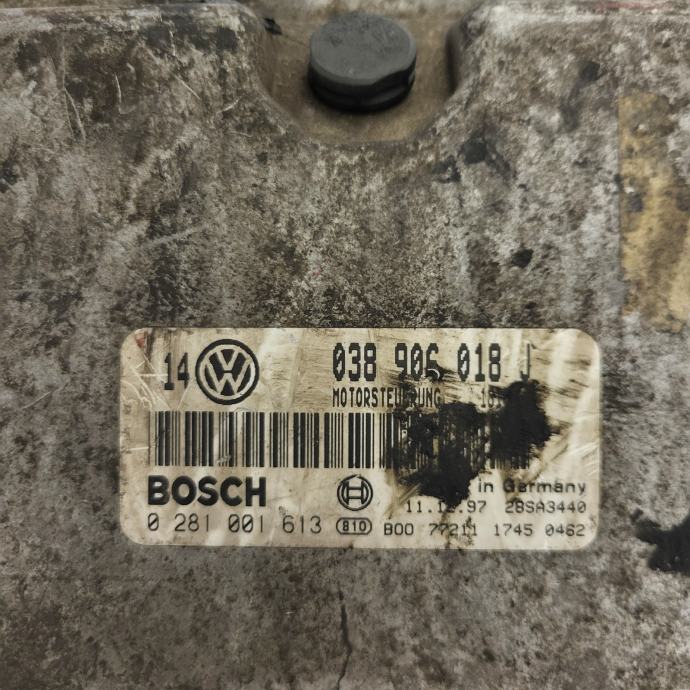 14 038 906 018 J
MOTORSTEUERUNG
BOSCH in Germany
11.12.97 28SA3440
0 281 001 613 810 B00 77211 1745 0462